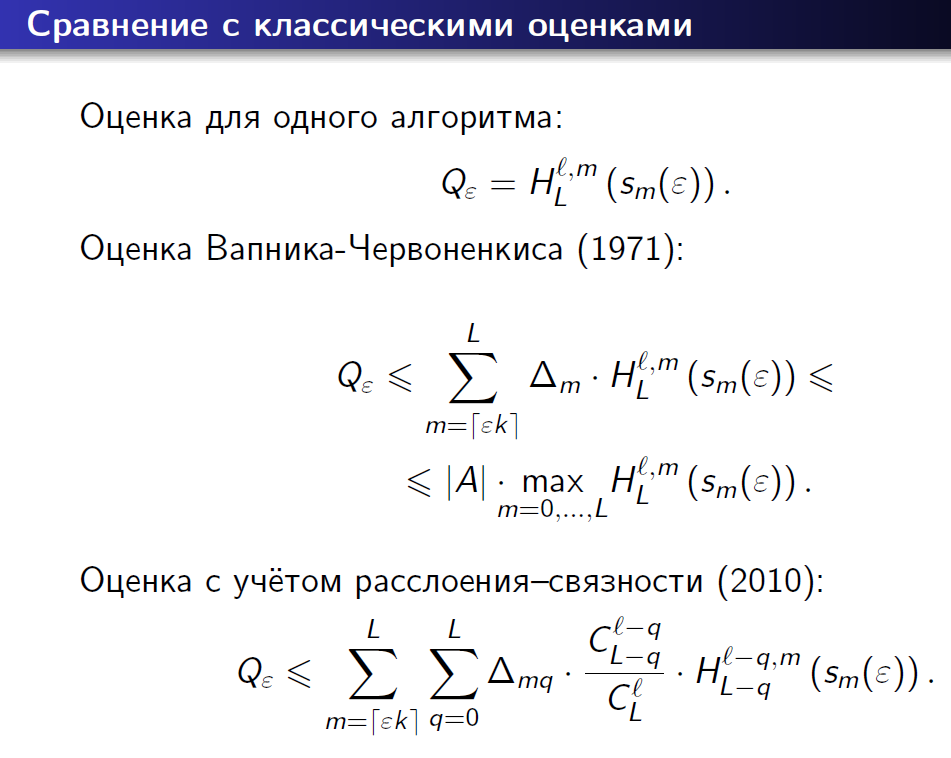 Сравнение с классическими оценками
Оценка для одного алгоритма:
$Q_\varepsilon = H_L^{\ell,m}\left(s_m(\varepsilon)\right).$
Оценка Вапника-Червоненкиса (1971):
$Q_\varepsilon \leqslant \sum_{m=\lceil\varepsilon k\rceil}^{L} \Delta_m \cdot H_L^{\ell,m}\left(s_m(\varepsilon)\right) \leqslant$
$\leqslant |A| \cdot \max_{m=0,\ldots,L} H_L^{\ell,m}\left(s_m(\varepsilon)\right).$
Оценка с учётом расслоения–связности (2010):
$Q_\varepsilon \leqslant \sum_{m=\lceil\varepsilon k\rceil}^{L} \sum_{q=0}^{L} \Delta_{mq} \cdot \frac{C_{L-q}^{\ell-q}}{C_L^\ell} \cdot H_{L-q}^{\ell-q,m}\left(s_m(\varepsilon)\right).$